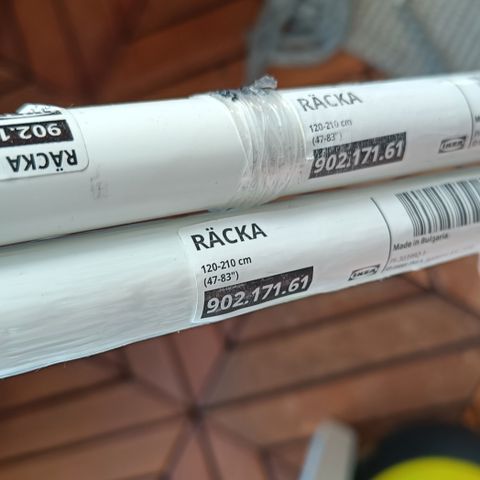 RÄCKA
902.1
RÄCKA
120-210 cm
(47-83")
902.171.61
IKEA
RÄCKA
120-210 cm
(47-83")
902.171.61
IKEA
Made in Bulgaria.